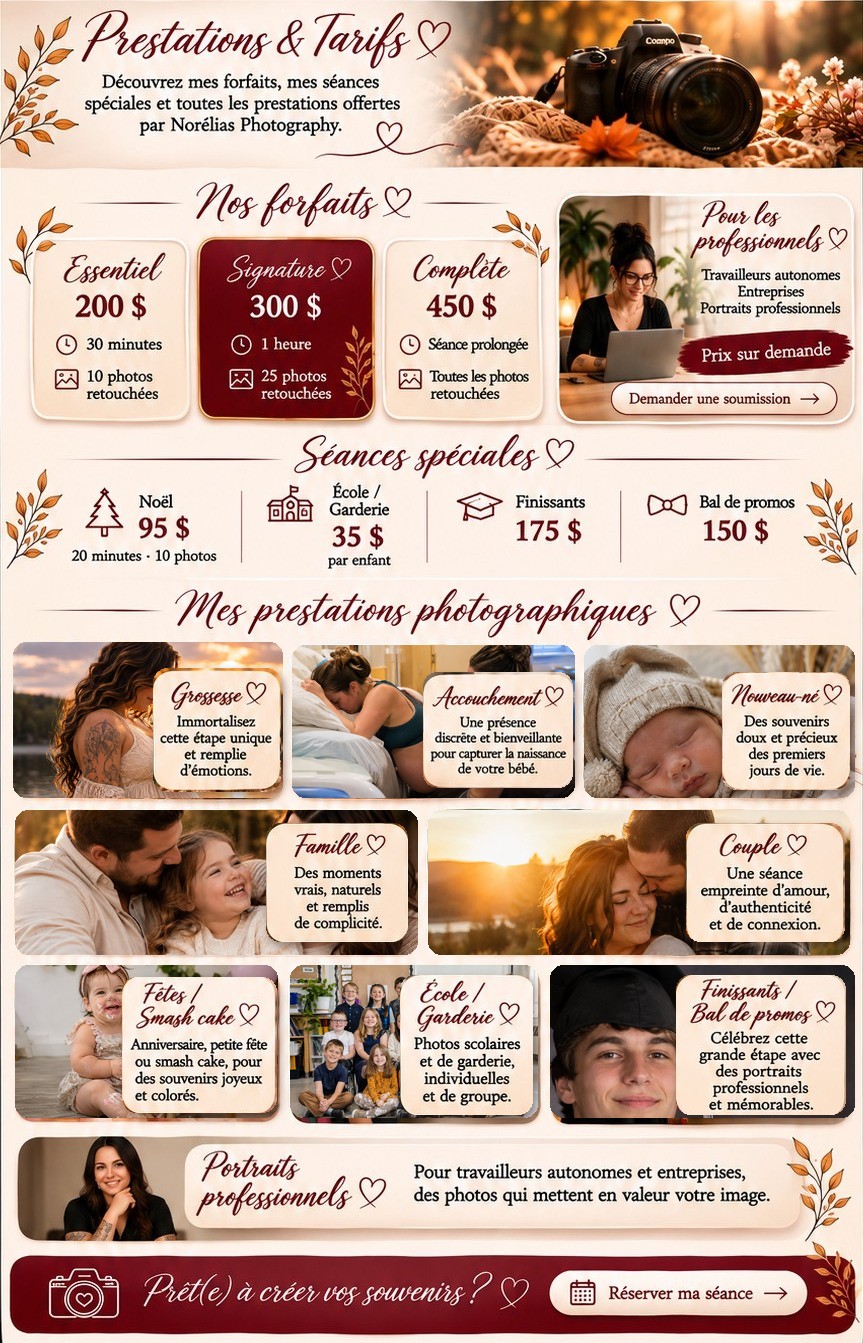 Prestations & Tarifs
Découvrez mes forfaits, mes séances
spéciales et toutes les prestations offertes
par Norélias Photography.
Coanpo
Nos forfaits
Essentiel
200 $
30 minutes
10 photos
retouchées
Signature
300 $
1 heure
25 photos
retouchées
Complète
450 $
Séance prolongée
Toutes les photos
retouchées
Pour les
professionnels
Travailleurs autonomes
Entreprises
Portraits professionnels
Prix sur demande
Demander une soumission →
Séances spéciales
Noël
95 $
20 minutes · 10 photos
École /
Garderie
35 $
par enfant
Finissants
175 $
Bal de promos
150 $
Mes prestations photographiques
Grossesse
Immortalisez
cette étape unique
et remplie
d'émotions.
Accouchement
Une présence
discrète et bienveillante
pour capturer la naissance
de votre bébé.
Nouveau-né
Des souvenirs
doux et précieux
des premiers
jours de vie.
Famille
Des moments
vrais, naturels
et remplis
de complicité.
Couple
Une séance
empreinte d'amour,
d'authenticité
et de connexion.
Fêtes /
Smash cake
Anniversaire, petite fête
ou smash cake, pour
des souvenirs joyeux
et colorés.
École /
Garderie
Photos scolaires
et de garderie,
individuelles
et de groupe.
Finissants /
Bal de promos
Célébrez cette
grande étape avec
des portraits
professionnels
et mémorables.
Portraits
professionnels
Pour travailleurs autonomes et entreprises,
des photos qui mettent en valeur votre image.
Prêt(e) à créer vos souvenirs ?
Réserver ma séance →